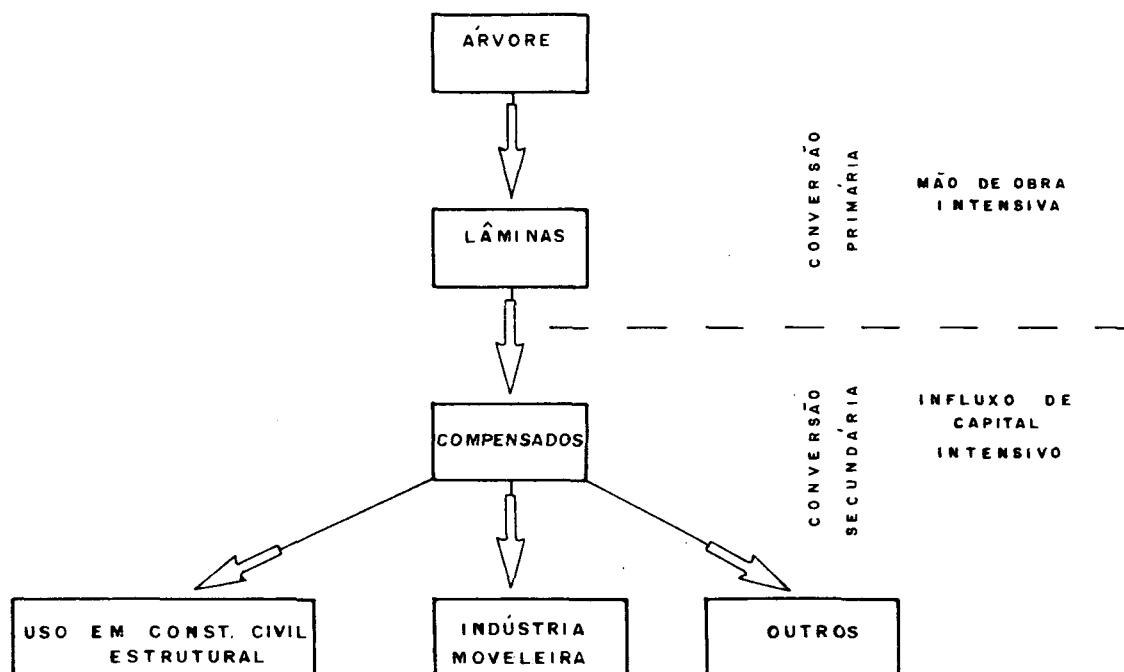 ÁRVORE
CONVERSÃO
PRIMÁRIA
MÃO DE OBRA
INTENSIVA
LÂMINAS
COMPENSADOS
CONVERSÃO
SECUNDÁRIA
INFLUXO DE
CAPITAL
INTENSIVO
USO EM CONST. CIVIL
ESTRUTURAL
INDÚSTRIA
MOVELEIRA
OUTROS